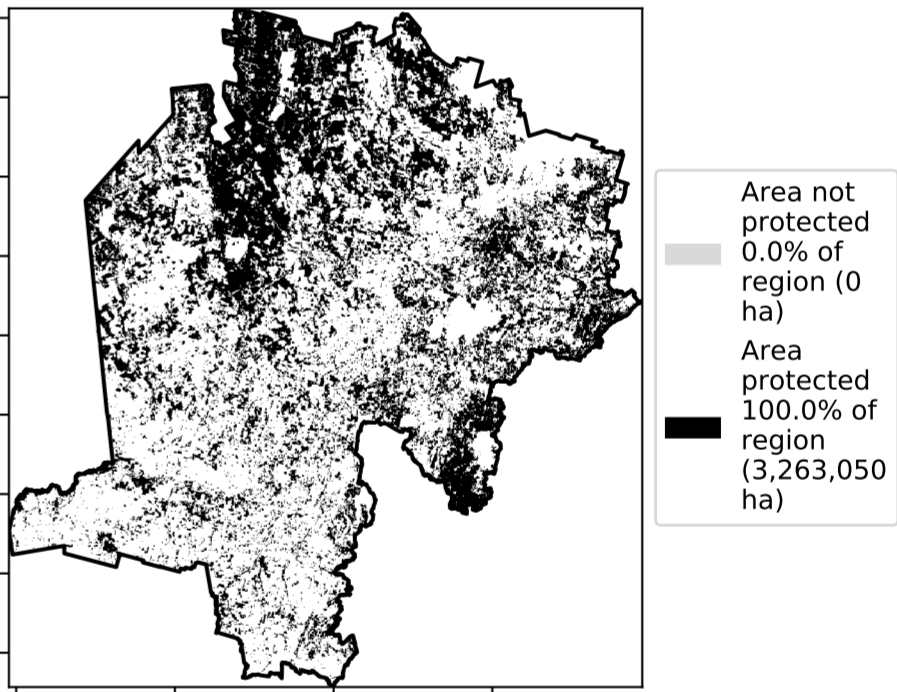 Area not
protected
0.0% of
region (0
ha)
Area
protected
100.0% of
region
(3,263,050
ha)